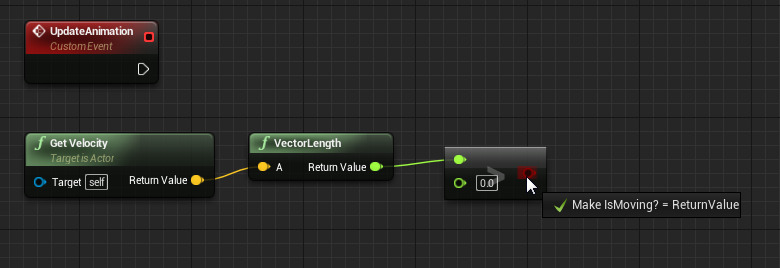 UpdateAnimation
Custom Event
f Get Velocity
Target is Actor
Target self Return Value
f VectorLength
A Return Value
>
0.0
Make IsMoving? = ReturnValue